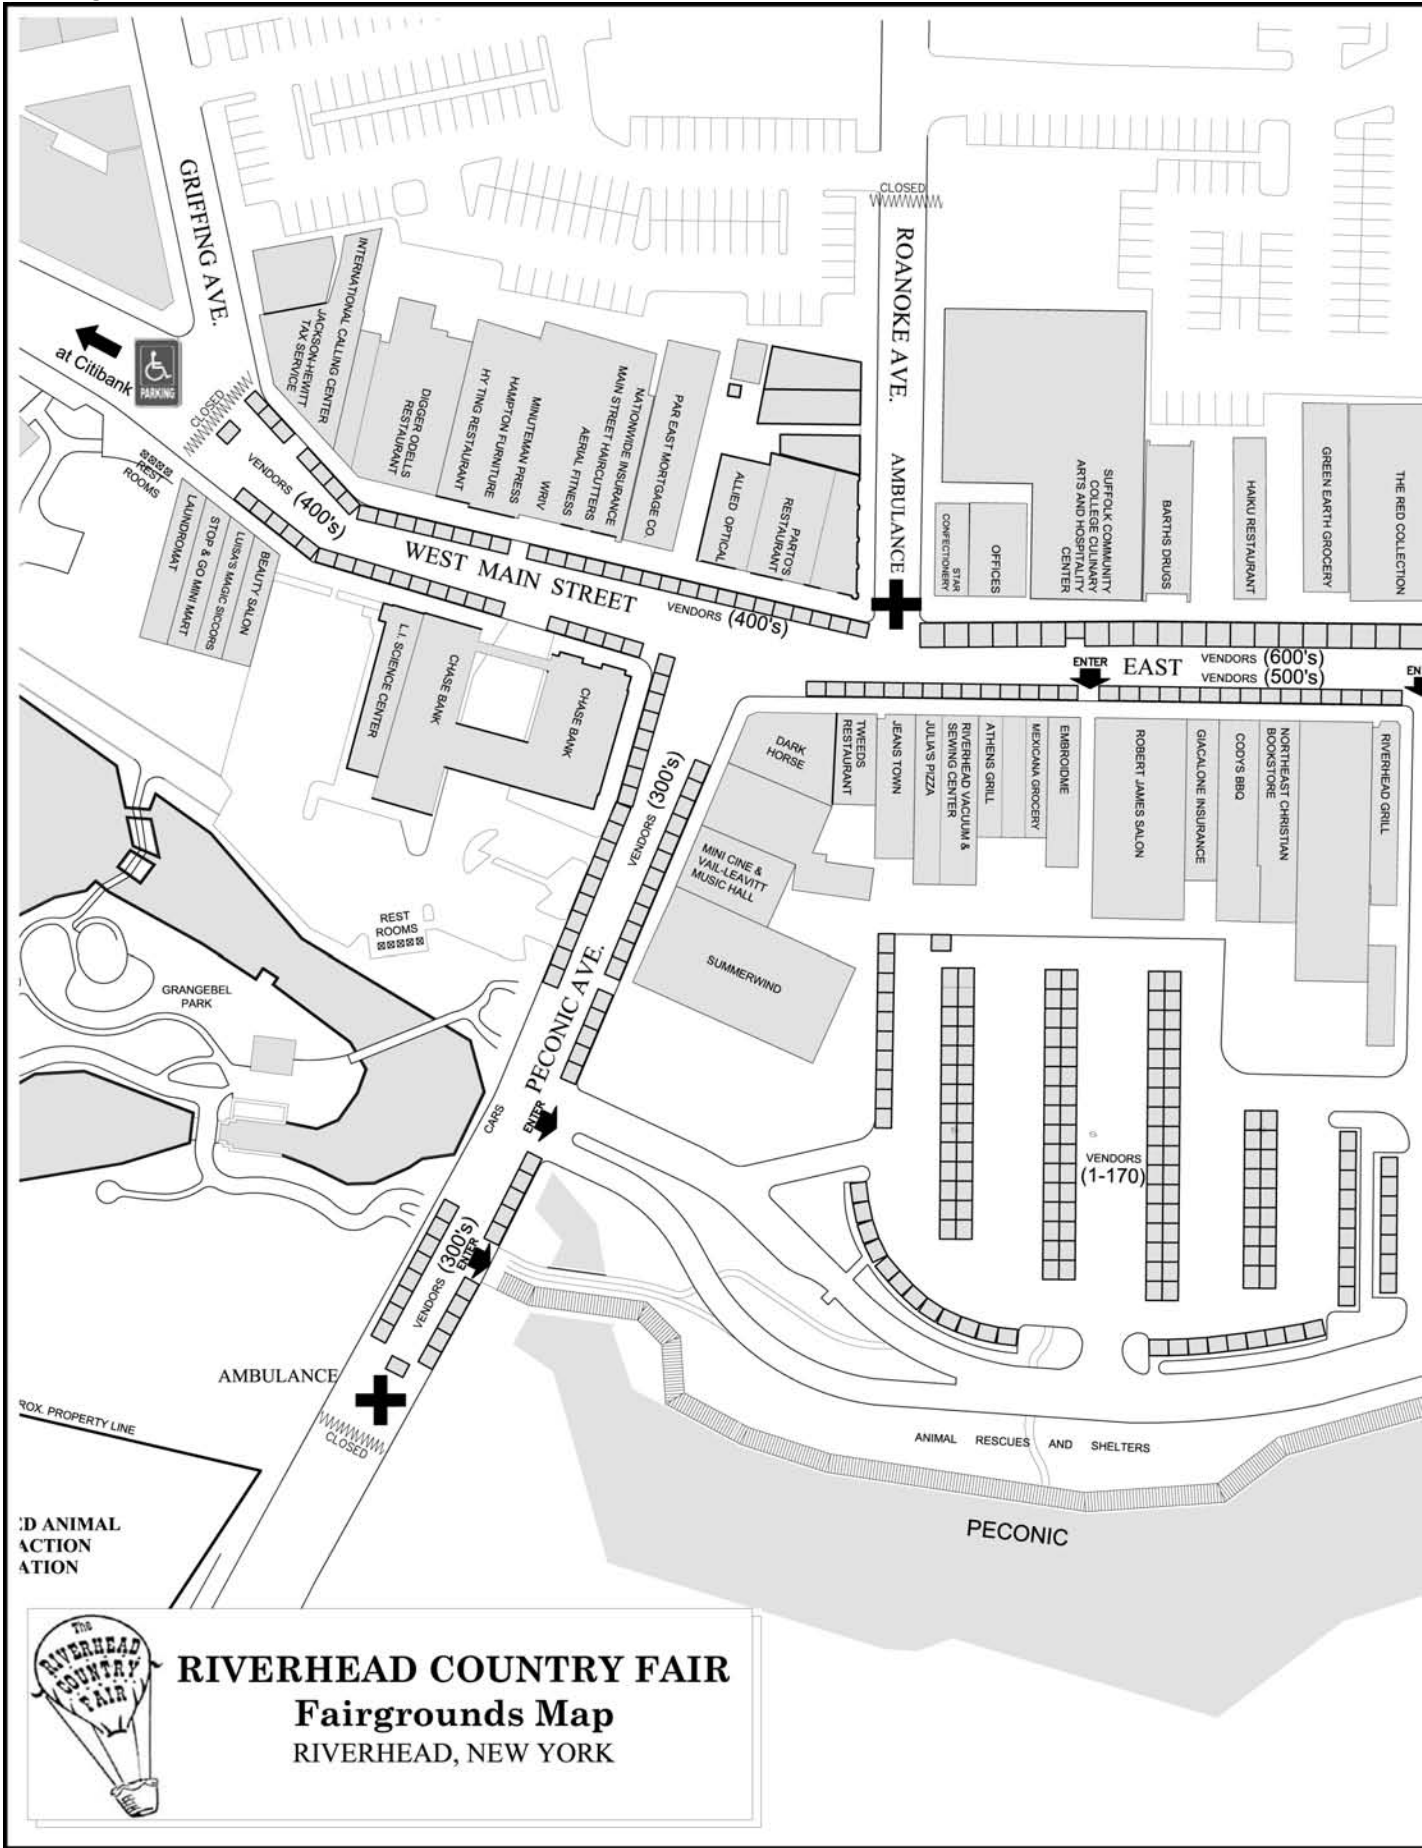 CLOSED
GRIFFING AVE.
ROANOKE AVE.
INTERNATIONAL CALLING CENTER
JACKSON-HEWITT
TAX SERVICE
at Citibank
PARKING
CLOSED
REST
ROOMS
VENDORS (400's)
DIGGER ODELLS
RESTAURANT
HY TING RESTAURANT
HAMPTON FURNITURE
MINUTEMAN PRESS
WRIV
AERIAL FITNESS
MAIN STREET HAIRCUTTERS
NATIONWIDE INSURANCE
PAR EAST MORTGAGE CO.
ALLIED OPTICAL
PARTO'S
RESTAURANT
AMBULANCE
STAR
CONFECTIONERY
OFFICES
SUFFOLK COMMUNITY
COLLEGE CULINARY
ARTS AND HOSPITALITY
CENTER
BARTHS DRUGS
HAIKU RESTAURANT
GREEN EARTH GROCERY
THE RED COLLECTION
LAUNDROMAT
STOP & GO MINI MART
LUISA'S MAGIC SICCORS
BEAUTY SALON
WEST MAIN STREET
VENDORS (400's)
ENTER
EAST
VENDORS (600's)
VENDORS (500's)
EN
L.I. SCIENCE CENTER
CHASE BANK
CHASE BANK
VENDORS (300's)
DARK
HORSE
TWEEDS
RESTAURANT
JEANS TOWN
JULIA'S PIZZA
RIVERHEAD VACUUM &
SEWING CENTER
ATHENS GRILL
MEXICANA GROCERY
EMBROIDME
ROBERT JAMES SALON
GIACALONE INSURANCE
CODYS BBQ
NORTHEAST CHRISTIAN
BOOKSTORE
RIVERHEAD GRILL
MINI CINE &
VAIL-LEAVITT
MUSIC HALL
SUMMERWIND
REST
ROOMS
GRANGEBEL
PARK
PECONIC AVE.
CARS
ENTER
VENDORS
(1-170)
VENDORS (300's)
ENTER
AMBULANCE
CLOSED
ROX. PROPERTY LINE
ANIMAL RESCUES AND SHELTERS
PECONIC
ED ANIMAL
ACTION
ATION
The
RIVERHEAD
COUNTRY
FAIR
RIVERHEAD COUNTRY FAIR
Fairgrounds Map
RIVERHEAD, NEW YORK